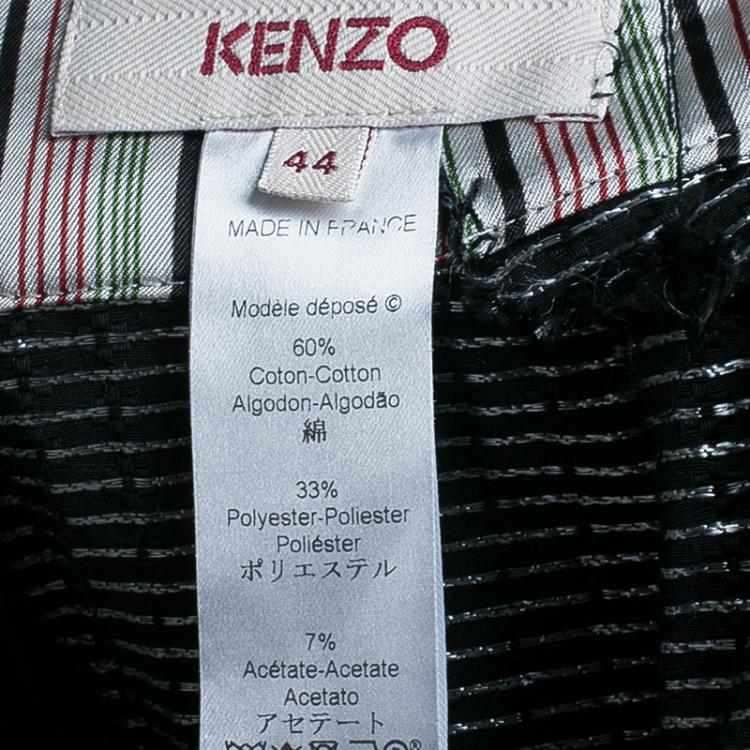 KENZO
44
MADE IN FRANCE
Modèle déposé ©
60%
Coton-Cotton
Algodon-Algodão
綿
33%
Polyester-Poliester
Poliéster
ポリエステル
7%
Acétate-Acetate
Acetato
アセテート